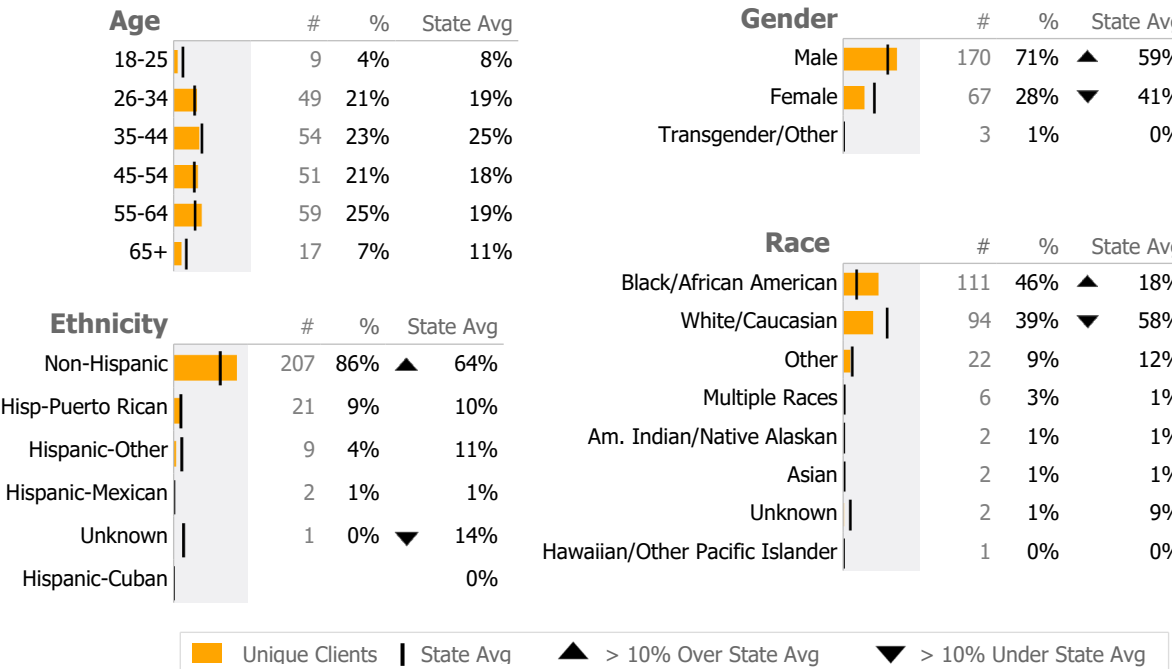 Age # % State Avg
18-25 9 4% 8%
26-34 49 21% 19%
35-44 54 23% 25%
45-54 51 21% 18%
55-64 59 25% 19%
65+ 17 7% 11%
Ethnicity # % State Avg
Non-Hispanic 207 86% ▲ 64%
Hisp-Puerto Rican 21 9% 10%
Hispanic-Other 9 4% 11%
Hispanic-Mexican 2 1% 1%
Unknown 1 0% ▼ 14%
Hispanic-Cuban 0%
Gender # % State Avg
Male 170 71% ▲ 59%
Female 67 28% ▼ 41%
Transgender/Other 3 1% 0%
Race # % State Avg
Black/African American 111 46% ▲ 18%
White/Caucasian 94 39% ▼ 58%
Other 22 9% 12%
Multiple Races 6 3% 1%
Am. Indian/Native Alaskan 2 1% 1%
Asian 2 1% 1%
Unknown 2 1% 9%
Hawaiian/Other Pacific Islander 1 0% 0%
Unique Clients | State Avg ▲ > 10% Over State Avg ▼ > 10% Under State Avg